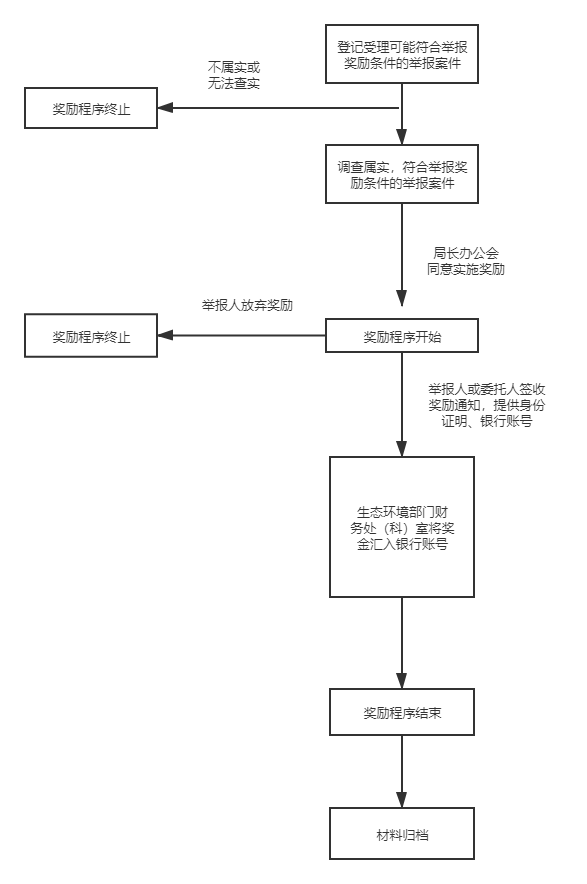 登记受理可能符合举报
奖励条件的举报案件
不属实或
无法查实
奖励程序终止
调查属实，符合举报奖
励条件的举报案件
局长办公会
同意实施奖励
举报人放弃奖励
奖励程序终止
奖励程序开始
举报人或委托人签收
奖励通知，提供身份
证明、银行账号
生态环境部门财
务处（科）室将奖
金汇入银行账号
奖励程序结束
材料归档